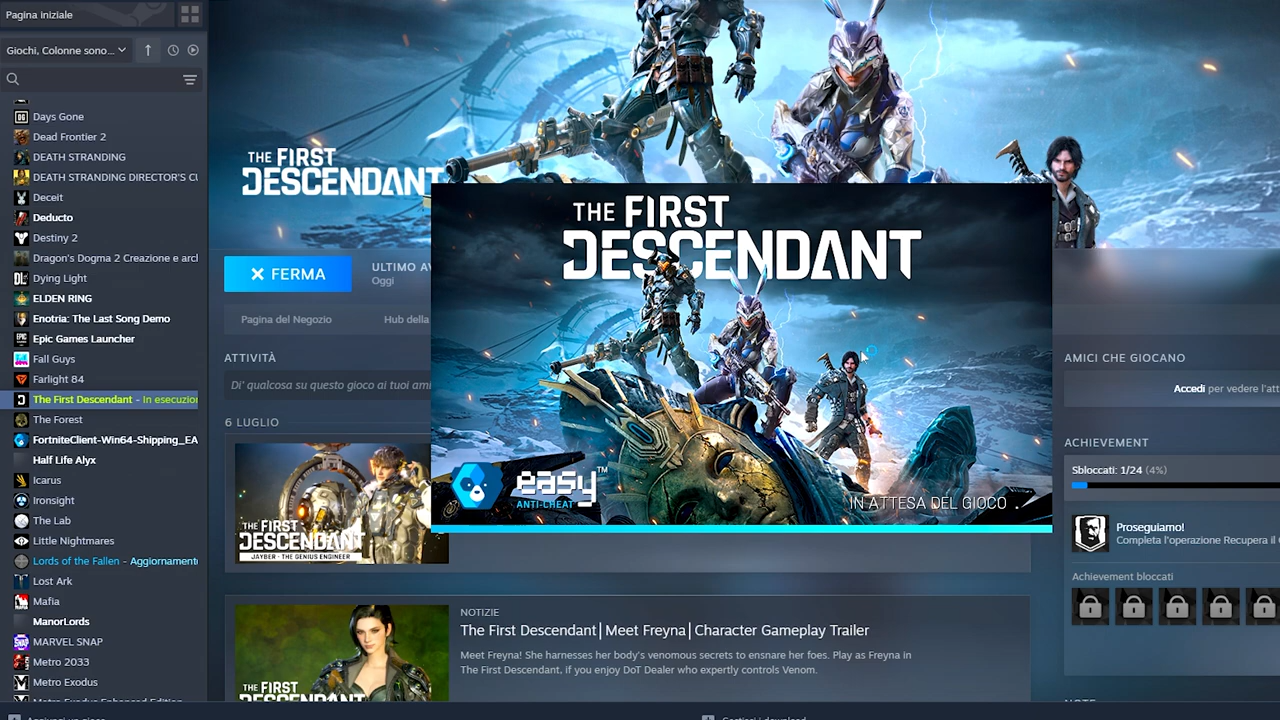 Pagina iniziale
Giochi, Colonne sono...
Days Gone
Dead Frontier 2
DEATH STRANDING
DEATH STRANDING DIRECTOR'S CU
Deceit
Deducto
Destiny 2
Dragon's Dogma 2 Creazione e arch
Dying Light
ELDEN RING
Enotria: The Last Song Demo
Epic Games Launcher
Fall Guys
Farlight 84
The First Descendant - In esecuzion
The Forest
FortniteClient-Win64-Shipping_EA
Half Life Alyx
Icarus
Ironsight
The Lab
Little Nightmares
Lords of the Fallen - Aggiornamento
Lost Ark
Mafia
ManorLords
MARVEL SNAP
Metro 2033
Metro Exodus
THE FIRST
DESCENDANT
FERMA
ULTIMO AV
Oggi
Pagina del Negozio
Hub della
ATTIVITÀ
Di' qualcosa su questo gioco ai tuoi ami
6 LUGLIO
THE FIRST
DESCENDANT
JAYBER · THE GENIUS ENGINEER
THE FIRST
DESCENDANT
NOTIZIE
The First Descendant│Meet Freyna│Character Gameplay Trailer
Meet Freyna! She harnesses her body's venomous secrets to ensnare her foes. Play as Freyna in
The First Descendant, if you enjoy DoT Dealer who expertly controls Venom.
THE FIRST
DESCENDANT
easy™
ANTI-CHEAT
IN ATTESA DEL GIOCO .
AMICI CHE GIOCANO
Accedi per vedere l'att
ACHIEVEMENT
Sbloccati: 1/24 (4%)
Proseguiamo!
Completa l'operazione Recupera il C
Achievement bloccati